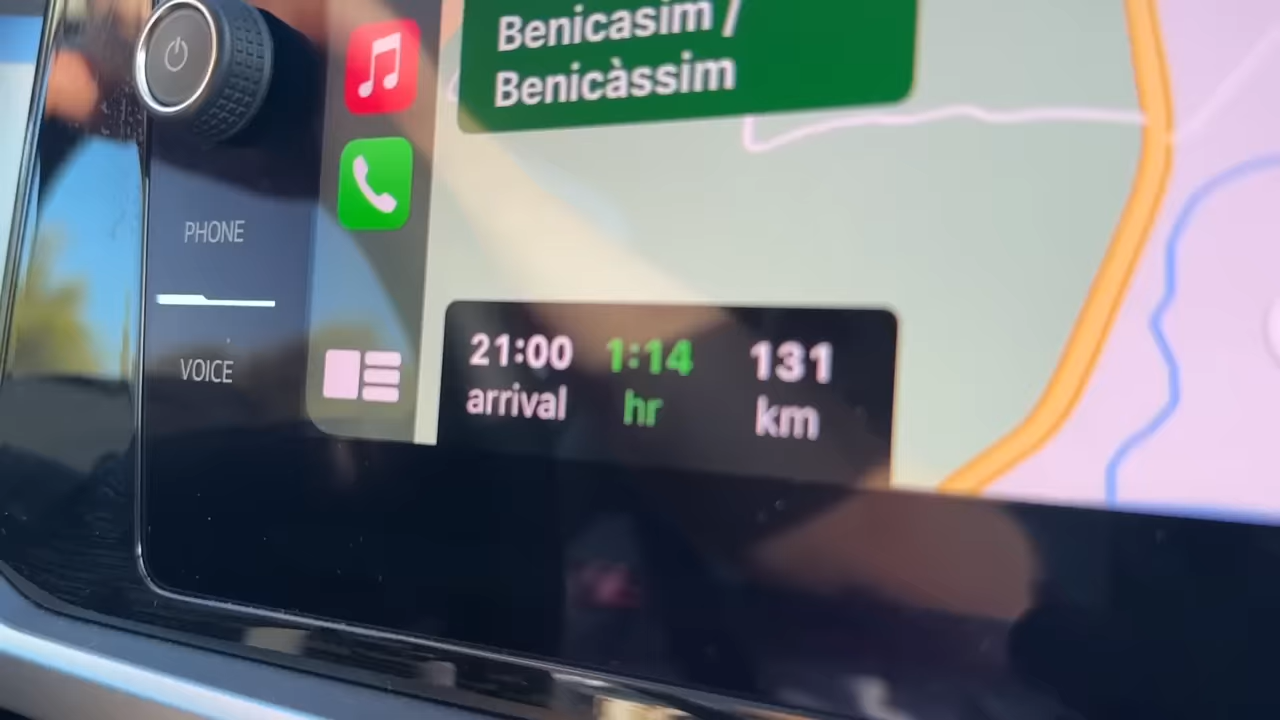 Benicasim /
Benicàssim
PHONE
VOICE
21:00 1:14 131
arrival hr km